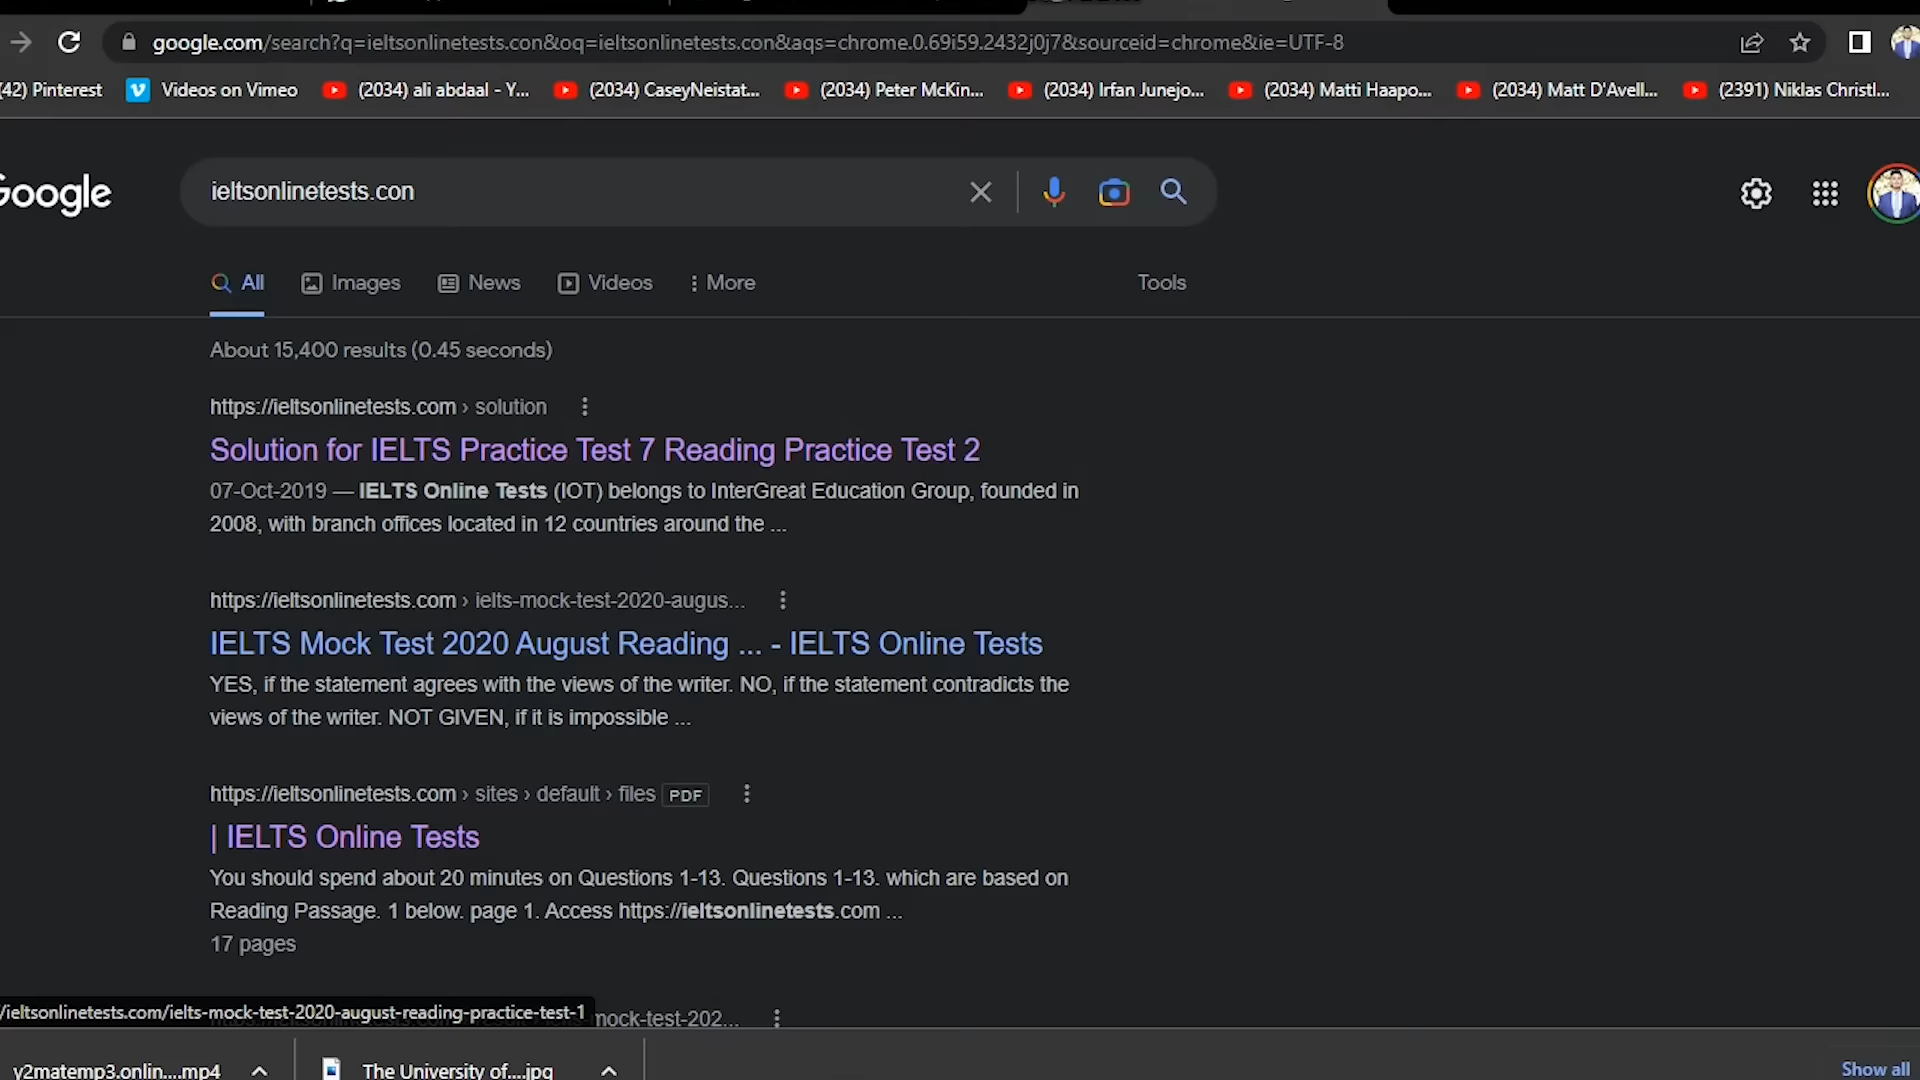 google.com/search?q=ieltsonlinetests.con&oq=ieltsonlinetests.con&aqs=chrome.0.69i59.2432j0j7&sourceid=chrome&ie=UTF-8
(42) Pinterest Videos on Vimeo (2034) ali abdaal - Y... (2034) CaseyNeistat... (2034) Peter McKin... (2034) Irfan Junejo... (2034) Matti Haapo... (2034) Matt D'Avell... (2391) Niklas Christl...
Google ieltsonlinetests.con
All Images News Videos More Tools
About 15,400 results (0.45 seconds)
https://ieltsonlinetests.com › solution
Solution for IELTS Practice Test 7 Reading Practice Test 2
07-Oct-2019 — IELTS Online Tests (IOT) belongs to InterGreat Education Group, founded in
2008, with branch offices located in 12 countries around the ...
https://ieltsonlinetests.com › ielts-mock-test-2020-augus...
IELTS Mock Test 2020 August Reading ... - IELTS Online Tests
YES, if the statement agrees with the views of the writer. NO, if the statement contradicts the
views of the writer. NOT GIVEN, if it is impossible ...
https://ieltsonlinetests.com › sites › default › files PDF
| IELTS Online Tests
You should spend about 20 minutes on Questions 1-13. Questions 1-13. which are based on
Reading Passage. 1 below. page 1. Access https://ieltsonlinetests.com ...
17 pages
/ieltsonlinetests.com/ielts-mock-test-2020-august-reading-practice-test-1 mock-test-202...
y2matemp3.onlin....mp4 The University of....jpg Show all